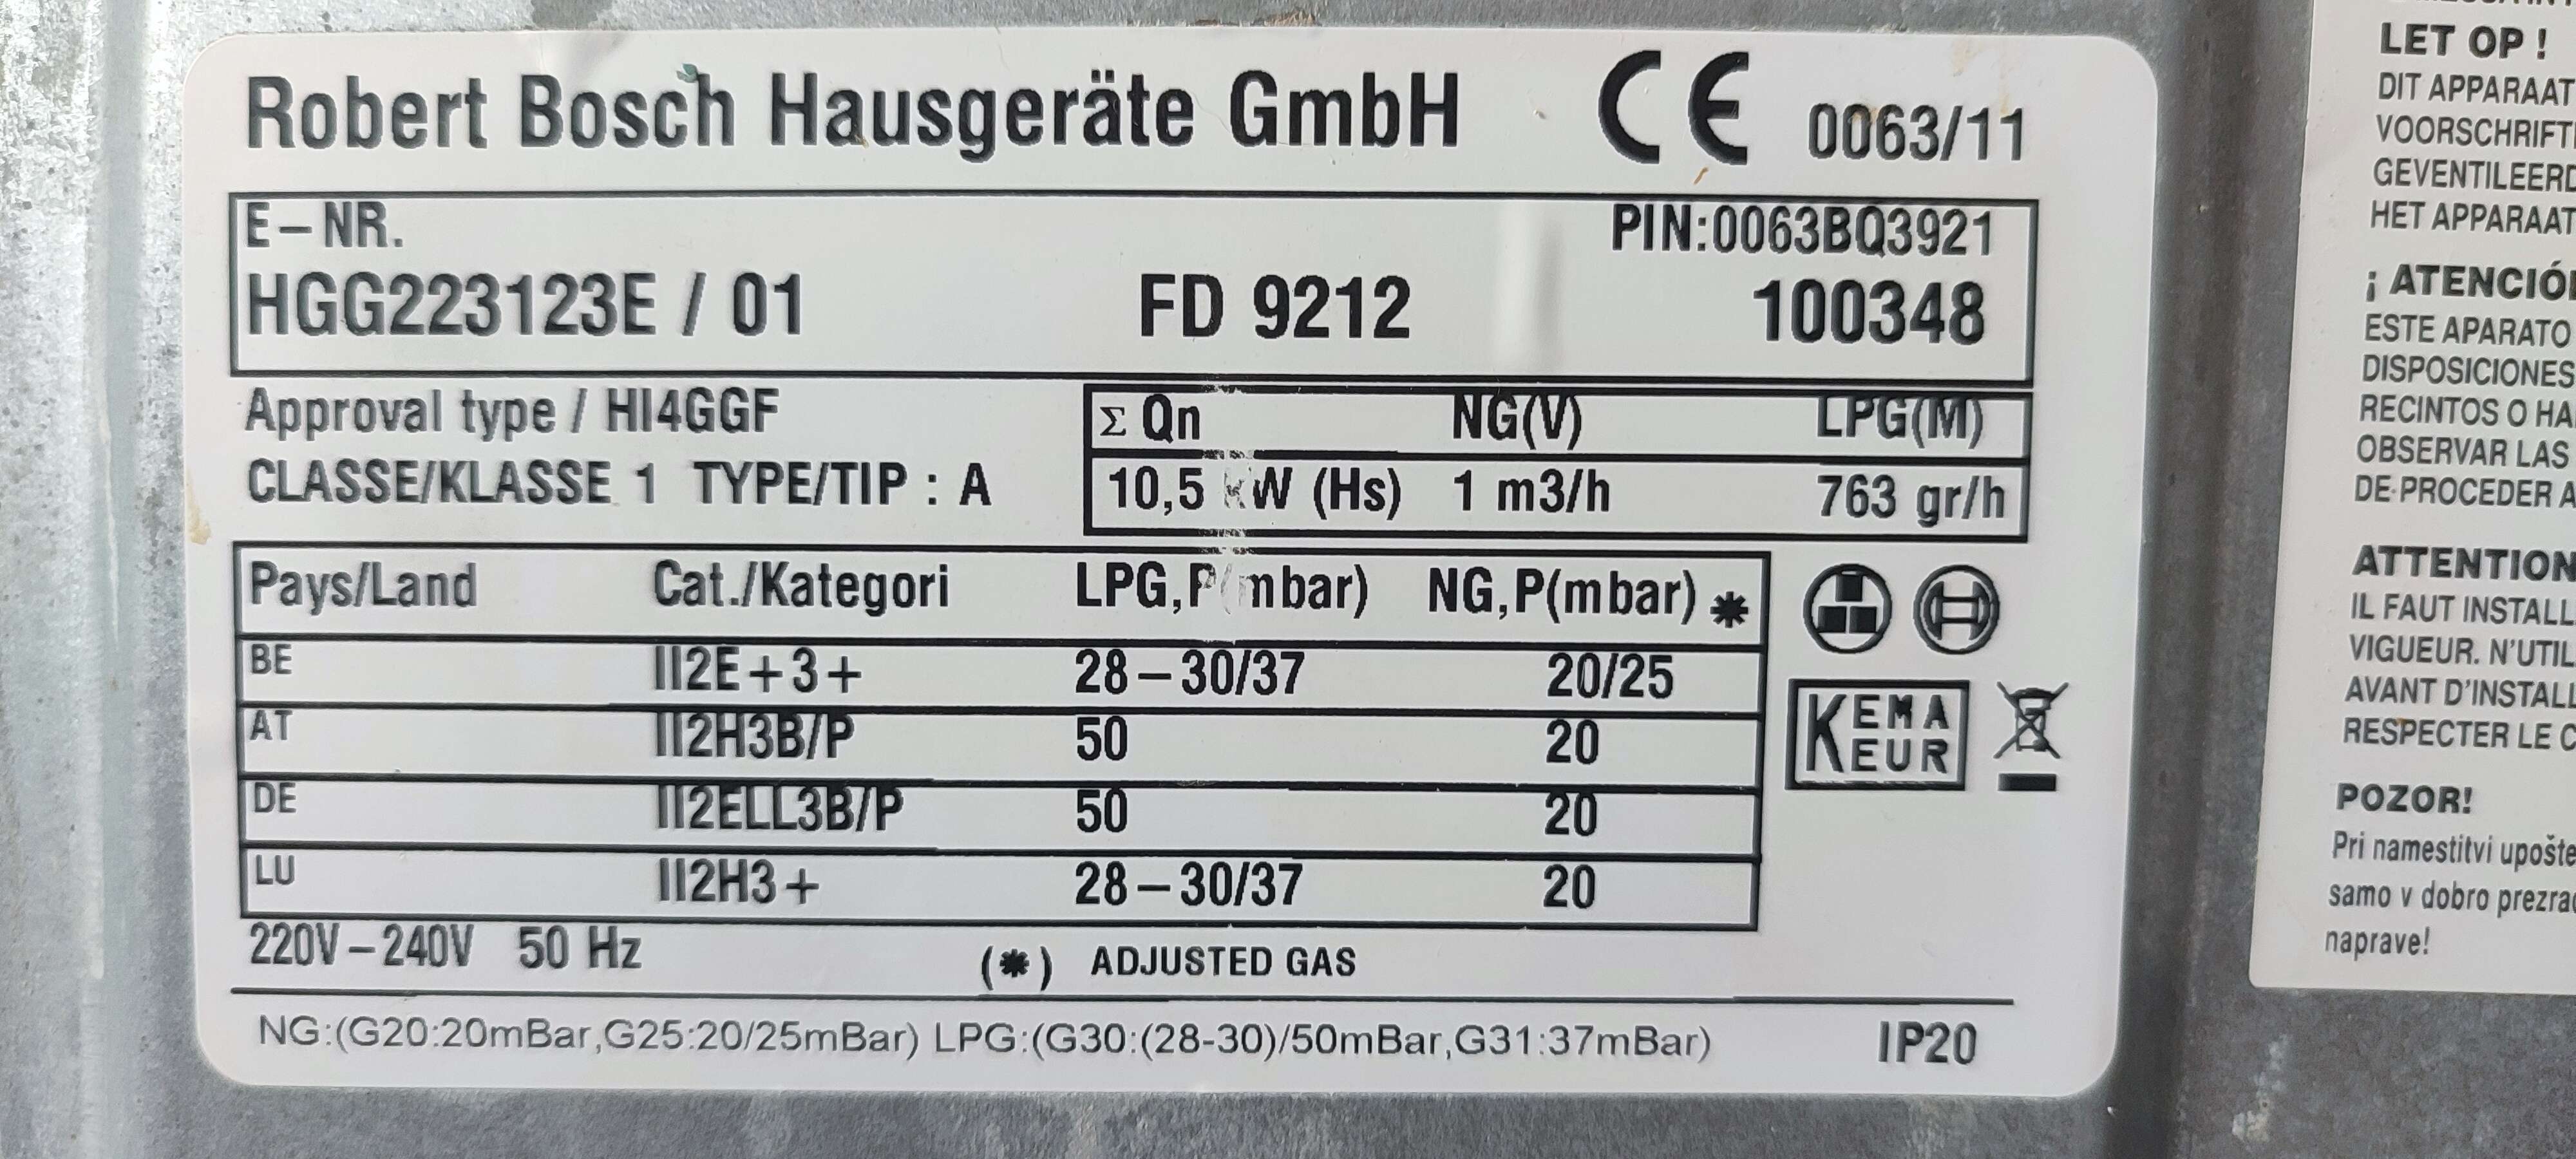 Robert Bosch Hausgeräte GmbH CE 0063/11
E-NR. PIN:0063BQ3921
HGG223123E / 01 FD 9212 100348
Approval type / HI4GGF
CLASSE/KLASSE 1 TYPE/TIP : A
Σ Qn NG(V) LPG(M)
10,5 kW (Hs) 1 m3/h 763 gr/h
Pays/Land Cat./Kategori LPG,P(mbar) NG,P(mbar) *
BE II2E+3+ 28-30/37 20/25
AT II2H3B/P 50 20
DE II2ELL3B/P 50 20
LU II2H3+ 28-30/37 20
KEMA
EUR
220V-240V 50 Hz (*) ADJUSTED GAS
NG:(G20:20mBar,G25:20/25mBar) LPG:(G30:(28-30)/50mBar,G31:37mBar) IP20
LET OP !
DIT APPARAAT
VOORSCHRIFT
GEVENTILEERD
HET APPARAAT
¡ ATENCIÓ
ESTE APARATO
DISPOSICIONES
RECINTOS O HA
OBSERVAR LAS
DE PROCEDER A
ATTENTION
IL FAUT INSTALL
VIGUEUR. N'UTIL
AVANT D'INSTALL
RESPECTER LE C
POZOR!
Pri namestitvi upošte
samo v dobro prezrač
naprave!